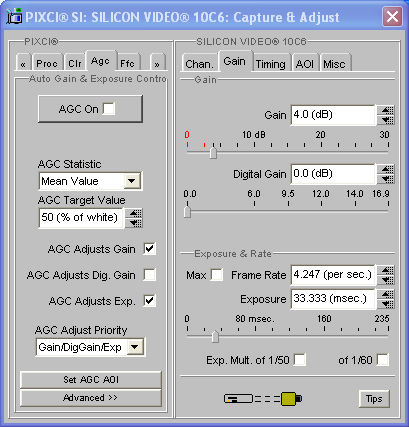 PIXCI® SI: SILICON VIDEO® 10C6: Capture & Adjust
PIXCI®
« Proc Clr Agc Ffc »
Auto Gain & Exposure Contro
AGC On
AGC Statistic
Mean Value
AGC Target Value
50 (% of white)
AGC Adjusts Gain
AGC Adjusts Dig. Gain
AGC Adjusts Exp.
AGC Adjust Priority
Gain/DigGain/Exp
Set AGC AOI
Advanced >>
SILICON VIDEO® 10C6
Chan. Gain Timing AOI Misc
Gain
Gain 4.0 (dB)
0 10 dB 20 30
Digital Gain 0.0 (dB)
0.0 6.0 9.5 12.0 14.0 16.9
Exposure & Rate
Max Frame Rate 4.247 (per sec.)
Exposure 33.333 (msec.)
0 80 msec. 160 235
Exp. Mult. of 1/50 of 1/60
Tips